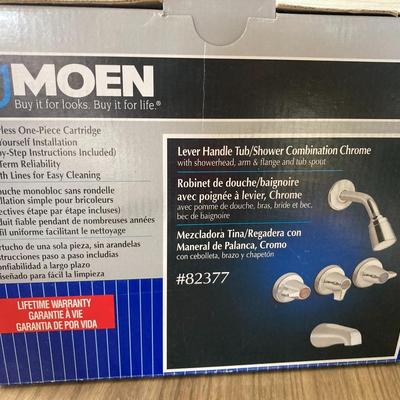 MOEN
Buy it for looks. Buy it for life.®
less One-Piece Cartridge
Yourself Installation
y-Step Instructions Included)
Term Reliability
th Lines for Easy Cleaning
uche monobloc sans rondelle
llation simple pour bricoleurs
ectives étape par étape incluses)
uit fiable pendant de nombreuses années
fil uniforme facilitant le nettoyage
rtucho de una sola pieza, sin arandelas
strucciones paso a paso incluidas
onfiabilidad a largo plazo
iseñado para fácil la limpieza
LIFETIME WARRANTY
GARANTIE À VIE
GARANTIA DE POR VIDA
Lever Handle Tub/Shower Combination Chrome
with showerhead, arm & flange and tub spout
Robinet de douche/baignoire
avec poignée à levier, Chrome
avec pomme de douche, bras, bride et bec,
bec de baignoire
Mezcladora Tina/Regadera con
Maneral de Palanca, Cromo
con cebolleta, brazo y chapetón
#82377